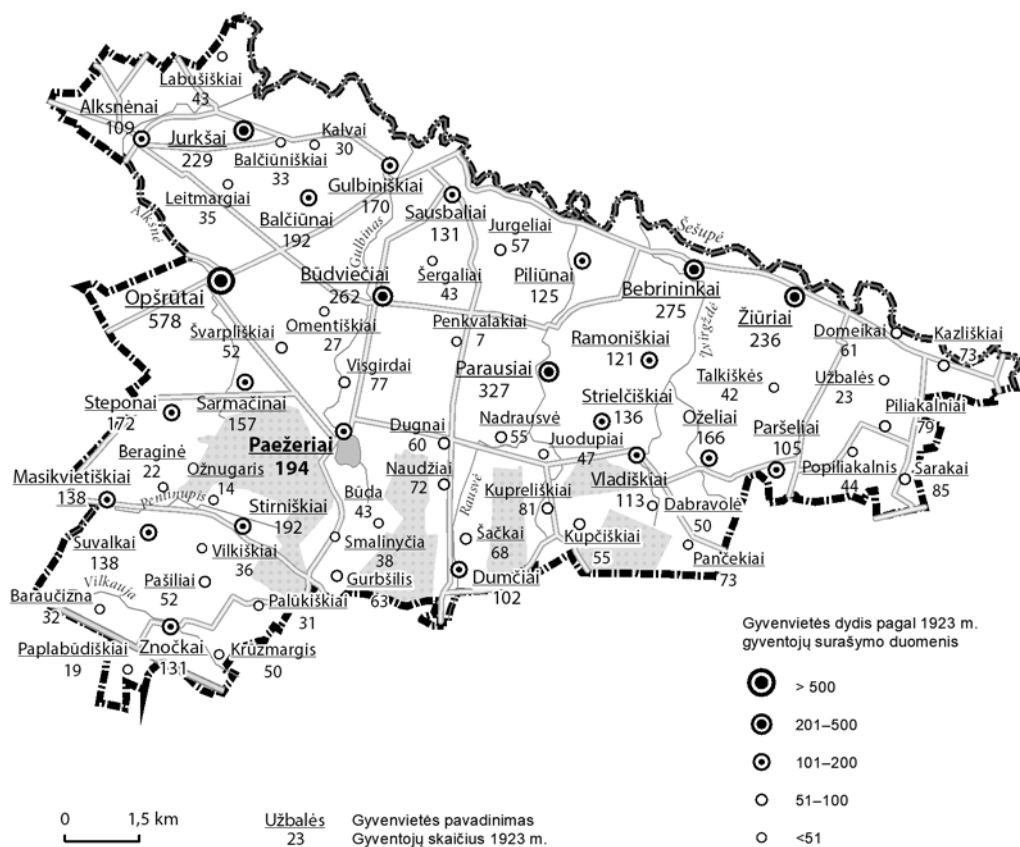 Labušiškiai
43
Alksnėnai
109
Jurkšai
229
Kalvai
30
Balčiūniškiai
33
Gulbiniškiai
170
Leitmargiai
35
Balčiūnai
192
Alksnė
Gulbinas
Sausbaliai
131
Jurgeliai
57
Šešupė
Būdviečiai
262
Šergaliai
43
Piliūnai
125
Bebrininkai
275
Opšrūtai
578
Omentiškiai
27
Švarpliškiai
52
Penkvalakiai
7
Žvirgždė
Žiūriai
236
Domeikai
61
Kazliškiai
73
Ramoniškiai
121
Visgirdai
77
Parausiai
327
Talkiškės
42
Užbalės
23
Steponai
172
Sarmačinai
157
Strielčiškiai
136
Piliakalniai
79
Paežeriai
194
Dugnai
60
Nadrausvė
55
Juodupiai
47
Oželiai
166
Paršeliai
105
Beraginė
22
Ožnugaris
14
Naudžiai
72
Vladiškiai
113
Popiliakalnis
44
Sarakai
85
Masikvietiškiai
138
Pentnupis
Stirniškiai
192
Būda
43
Rausvė
Kupreliškiai
81
Dabravolė
50
Suvalkai
138
Vilkiškiai
36
Smalinyčia
38
Šačkai
68
Kupčiškiai
55
Pančekiai
73
Vilkauja
Pašiliai
52
Gurbšilis
63
Dumčiai
102
Baraučizna
32
Palūkiškiai
31
Paplabūdiškiai
19
Znočkai
131
Krūzmargis
50
Gyvenvietės dydis pagal 1923 m.
gyventojų surašymo duomenis
> 500
201–500
101–200
51–100
<51
0 1,5 km
Užbalės Gyvenvietės pavadinimas
23 Gyventojų skaičius 1923 m.